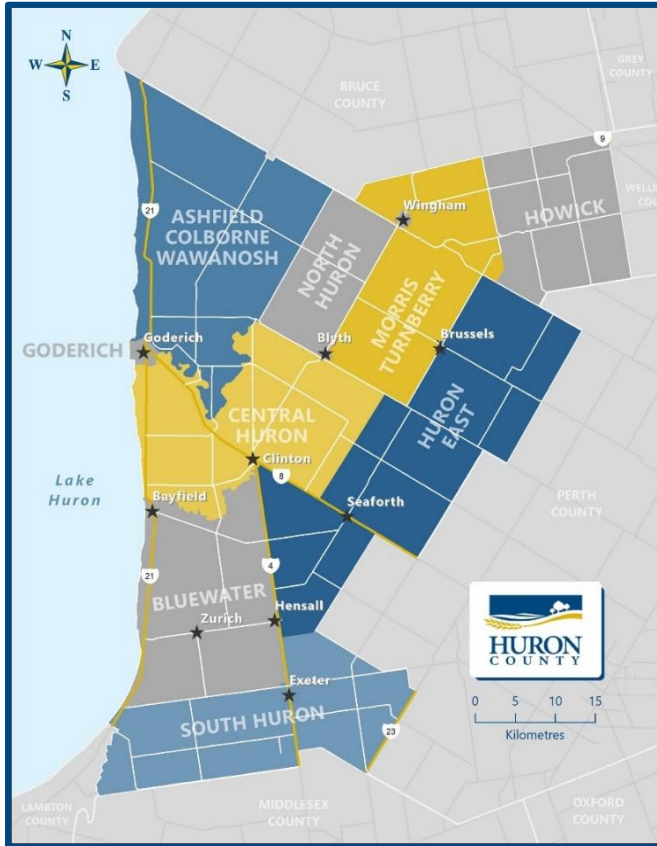 N
W E
S
BRUCE
COUNTY
GREY
COUNTY
9
Wingham
HOWICK
21
ASHFIELD
COLBORNE
WAWANOSH
NORTH
HURON
MORRIS
TURNBERRY
GODERICH
Goderich
Blyth
Brussels
CENTRAL
HURON
HURON
EAST
Clinton
8
Lake
Huron
Bayfield
Seaforth
PERTH
COUNTY
21
4
BLUEWATER
Hensall
Zurich
HURON
COUNTY
Exeter
SOUTH HURON
23
0 5 10 15
Kilometres
LAMBTON
COUNTY
MIDDLESEX
COUNTY
OXFORD
COUNTY